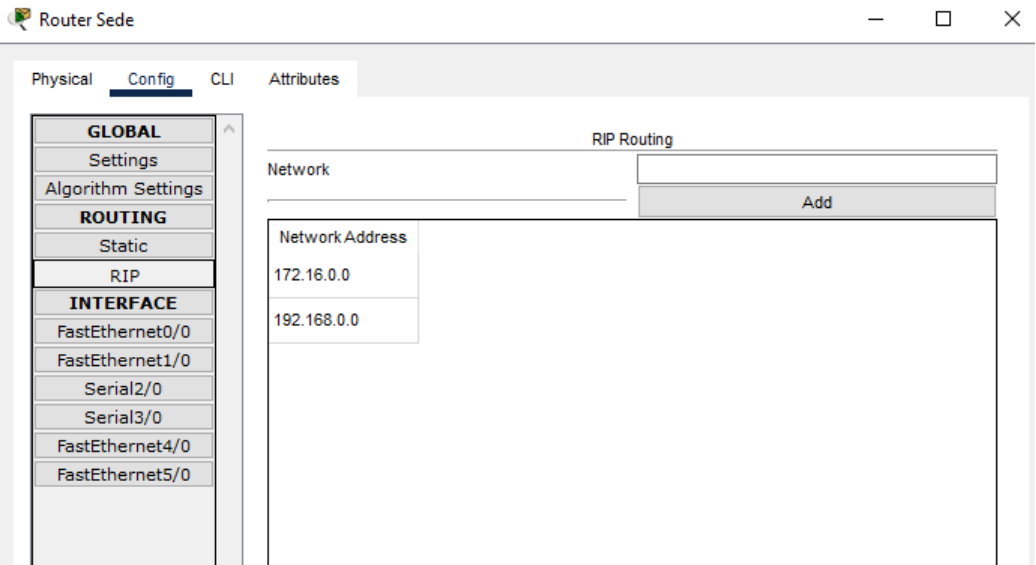 Router Sede
Physical Config CLI Attributes
GLOBAL
Settings
Algorithm Settings
ROUTING
Static
RIP
INTERFACE
FastEthernet0/0
FastEthernet1/0
Serial2/0
Serial3/0
FastEthernet4/0
FastEthernet5/0
RIP Routing
Network
Add
Network Address
172.16.0.0
192.168.0.0